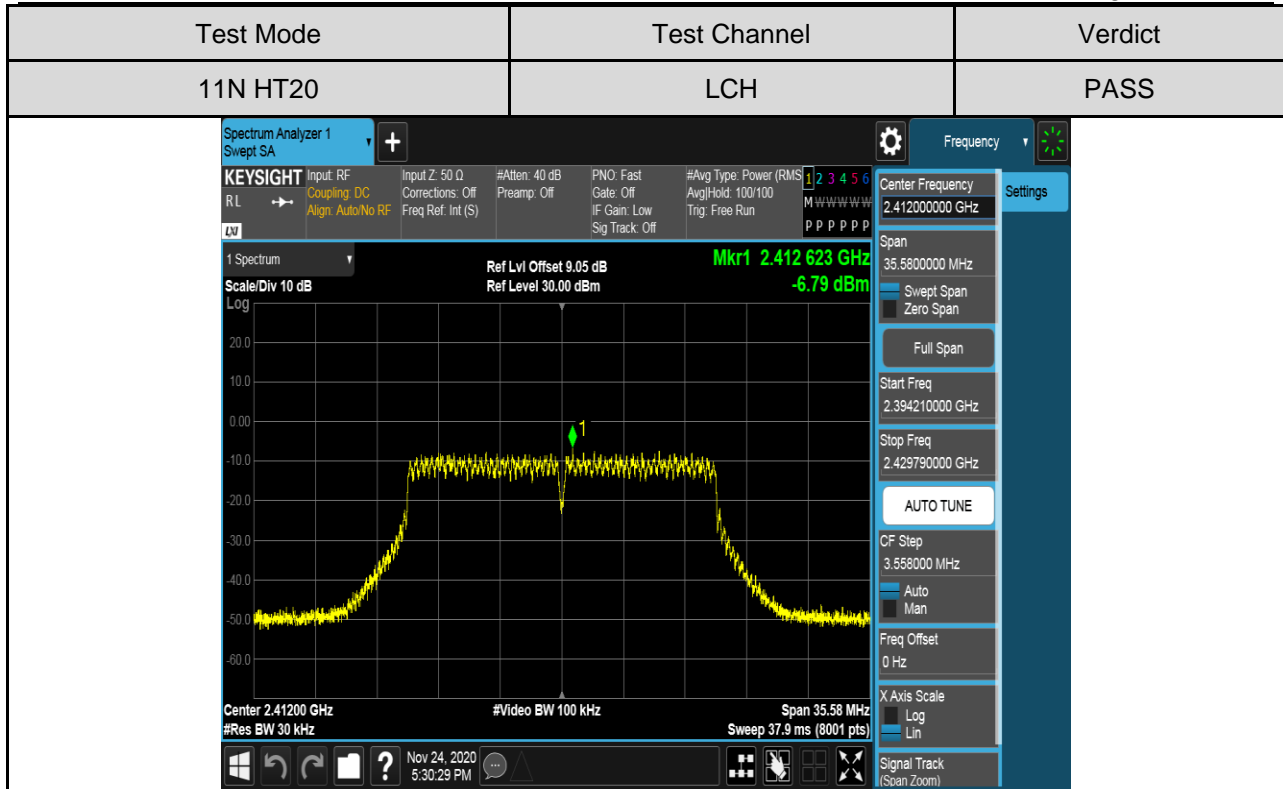 Test Mode Test Channel Verdict
11N HT20 LCH PASS
Spectrum Analyzer 1
Swept SA
Frequency
KEYSIGHT
RL
LXI
Input: RF
Coupling: DC
Align: Auto/No RF
Input Z: 50 Ω
Corrections: Off
Freq Ref: Int (S)
#Atten: 40 dB
Preamp: Off
PNO: Fast
Gate: Off
IF Gain: Low
Sig Track: Off
#Avg Type: Power (RMS
Avg|Hold: 100/100
Trig: Free Run
1 2 3 4 5 6
M W W W W W
P P P P P P
1 Spectrum
Scale/Div 10 dB
Log
Ref Lvl Offset 9.05 dB
Ref Level 30.00 dBm
Mkr1 2.412 623 GHz
-6.79 dBm
20.0
10.0
0.00
1
-10.0
-20.0
-30.0
-40.0
-50.0
-60.0
Center 2.41200 GHz
#Res BW 30 kHz
#Video BW 100 kHz
Span 35.58 MHz
Sweep 37.9 ms (8001 pts)
Center Frequency
2.412000000 GHz
Settings
Span
35.5800000 MHz
Swept Span
Zero Span
Full Span
Start Freq
2.394210000 GHz
Stop Freq
2.429790000 GHz
AUTO TUNE
CF Step
3.558000 MHz
Auto
Man
Freq Offset
0 Hz
X Axis Scale
Log
Lin
Signal Track
(Span Zoom)
?
Nov 24, 2020
5:30:29 PM